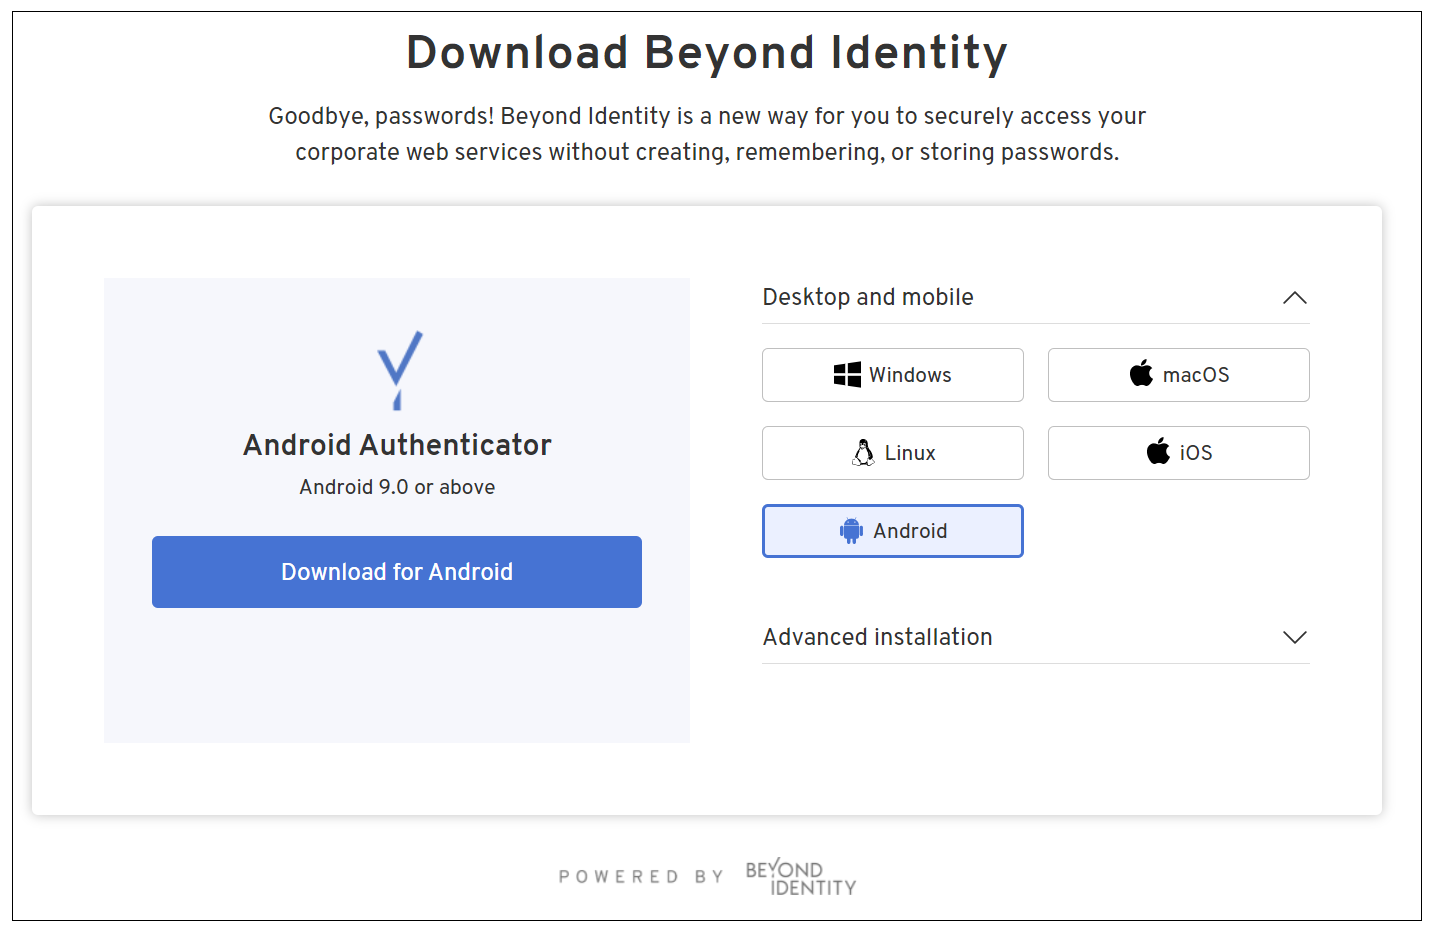 Download Beyond Identity
Goodbye, passwords! Beyond Identity is a new way for you to securely access your
corporate web services without creating, remembering, or storing passwords.
Android Authenticator
Android 9.0 or above
Download for Android
Desktop and mobile
Windows
macOS
Linux
iOS
Android
Advanced installation
POWERED BY
BEYOND
IDENTITY